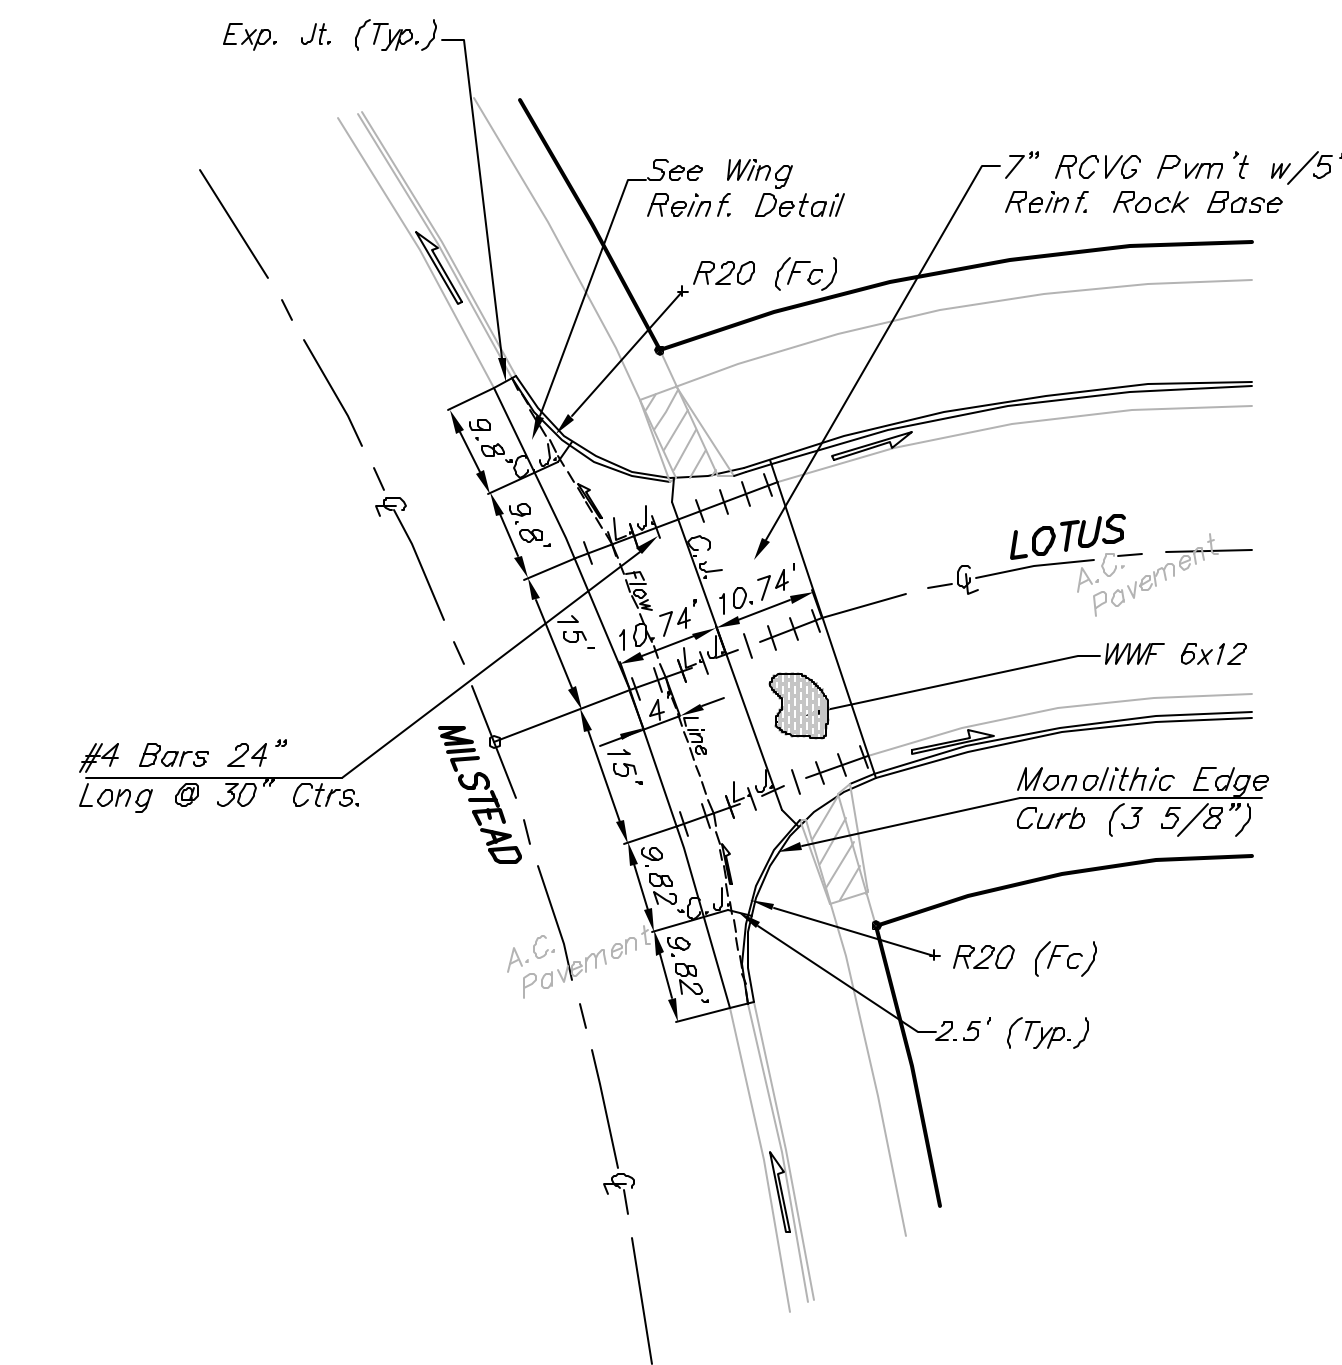 Exp. Jt. (Typ.)
See Wing
Reinf. Detail
7" RCVG Pvm't w/5"
Reinf. Rock Base
R20 (Fc)
9.8'
C.J.
9.8'
L.J.
C.J.
LOTUS
A.C.
Pavement
Flow
10.74'
10.74'
15'
L.J.
WWF 6x12
4'
Line
MILSTEAD
#4 Bars 24"
Long @ 30" Ctrs.
15'
L.J.
Monolithic Edge
Curb (3 5/8")
9.82'
C.J.
A.C.
Pavement
9.82'
R20 (Fc)
2.5' (Typ.)